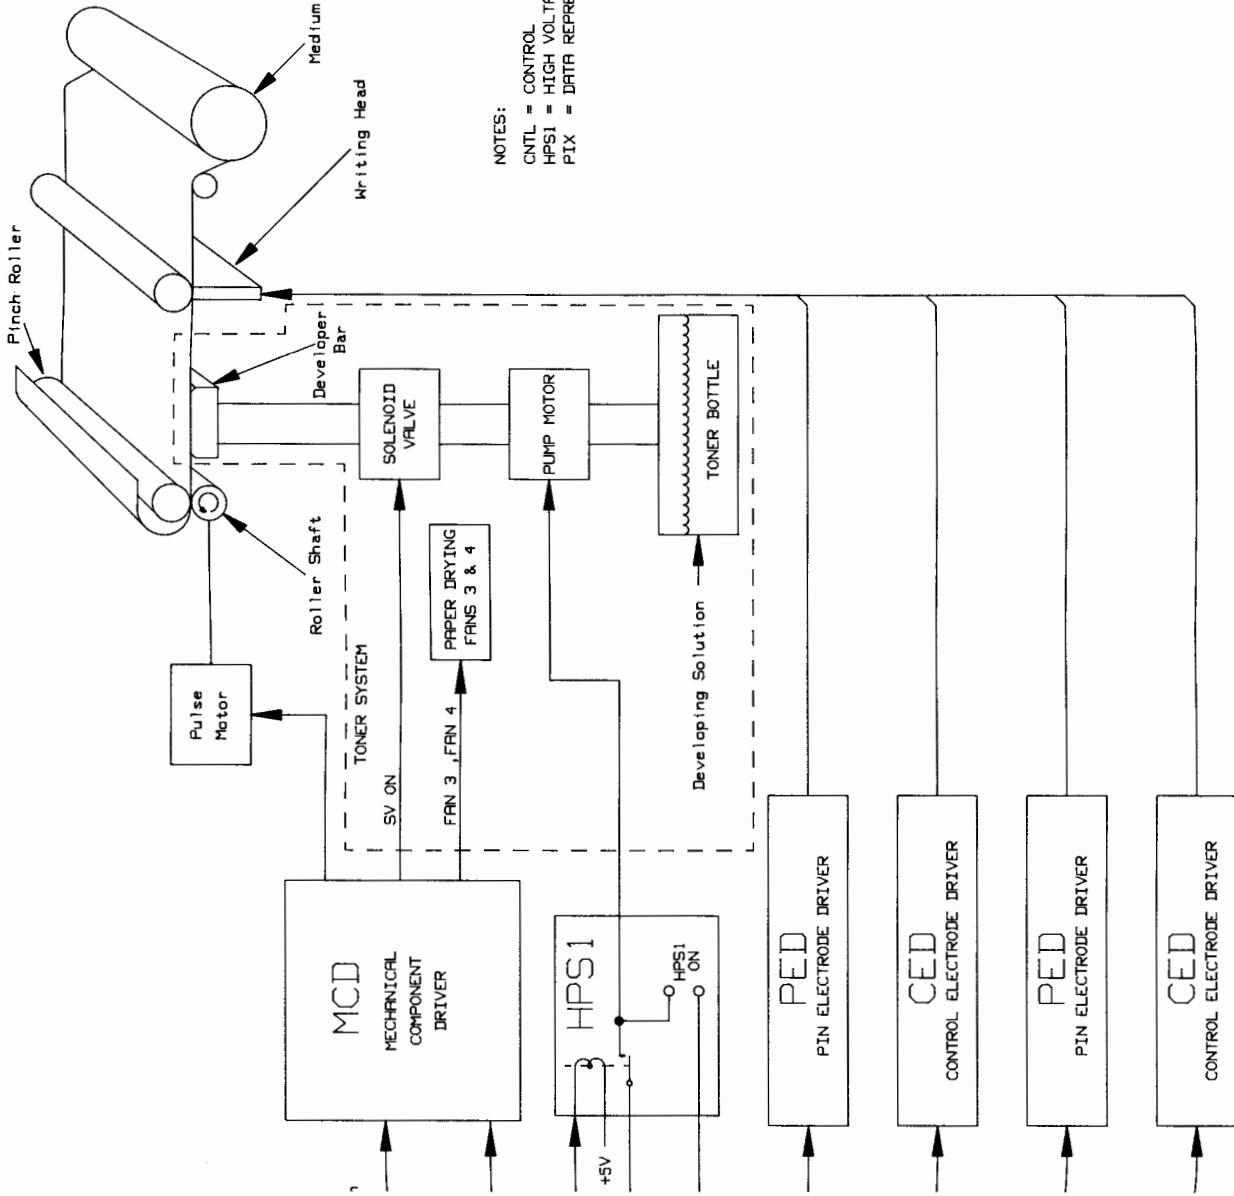 Pinch Roller
Medium
Writing Head
Developer
Bar
Roller Shaft
NOTES:
CNTL = CONTROL
HPS1 = HIGH VOLTA
PIX = DATA REPRE
Pulse
Motor
TONER SYSTEM
SV ON
FAN 3 ,FAN 4
SOLENOID
VALVE
PAPER DRYING
FANS 3 & 4
PUMP MOTOR
TONER BOTTLE
Developing Solution
MCD
MECHANICAL
COMPONENT
DRIVER
HPS1
HPS1
ON
+5V
PED
PIN ELECTRODE DRIVER
CED
CONTROL ELECTRODE DRIVER
PED
PIN ELECTRODE DRIVER
CED
CONTROL ELECTRODE DRIVER